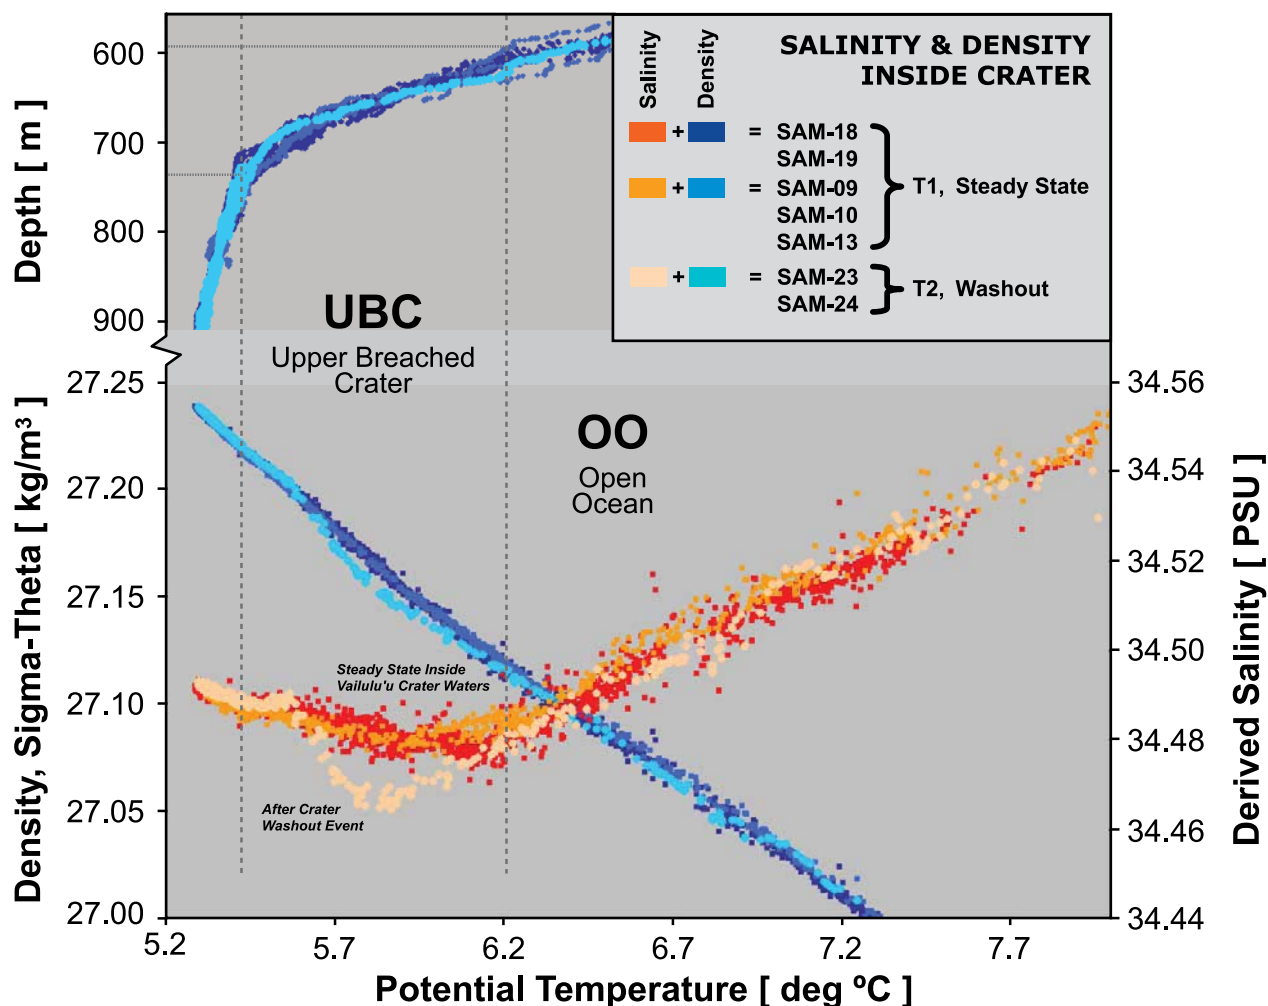 SALINITY & DENSITY
INSIDE CRATER
Salinity
Density
+ = SAM-18
SAM-19
+ = SAM-09
SAM-10
SAM-13
T1, Steady State
+ = SAM-23
SAM-24
T2, Washout
Depth [ m ]
600
700
800
900
UBC
Upper Breached
Crater
OO
Open
Ocean
Density, Sigma-Theta [ kg/m³ ]
27.25
27.20
27.15
27.10
27.05
27.00
Steady State Inside
Vailulu'u Crater Waters
After Crater
Washout Event
34.56
34.54
34.52
34.50
34.48
34.46
34.44
Derived Salinity [ PSU ]
5.2 5.7 6.2 6.7 7.2 7.7
Potential Temperature [ deg ºC ]